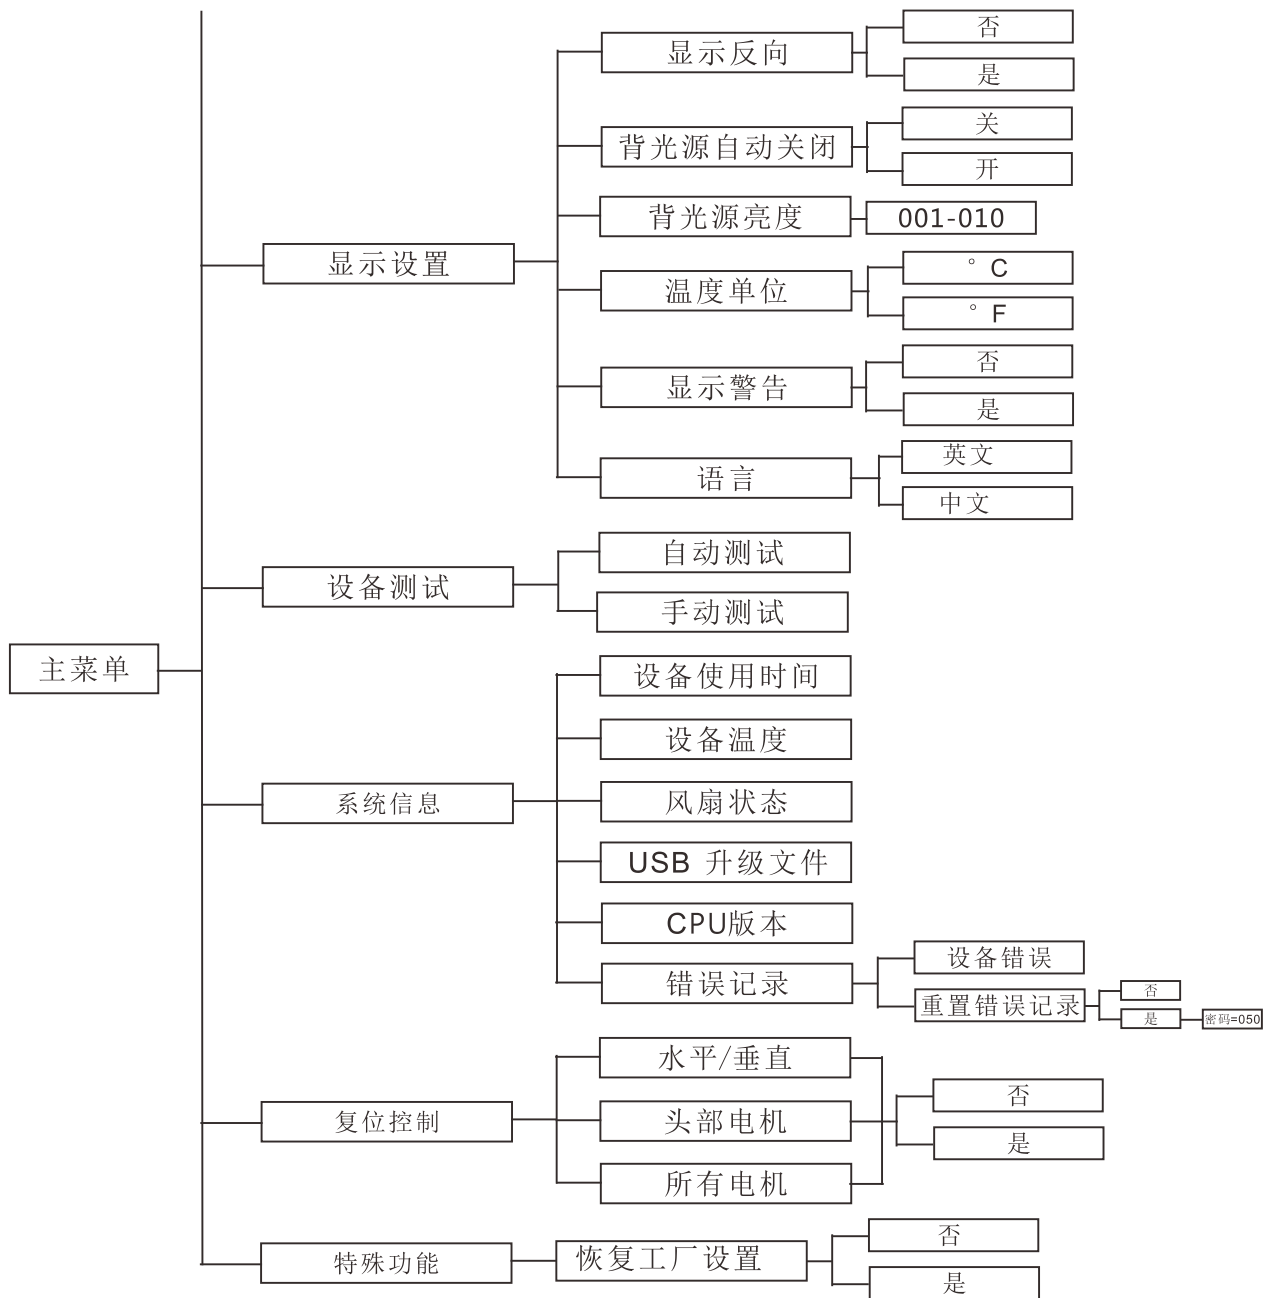 主菜单
显示设置
显示反向
否
是
背光源自动关闭
关
开
背光源亮度
001-010
温度单位
° C
° F
显示警告
否
是
语言
英文
中文
设备测试
自动测试
手动测试
系统信息
设备使用时间
设备温度
风扇状态
USB 升级文件
CPU版本
错误记录
设备错误
重置错误记录
否
是
密码=050
复位控制
水平/垂直
头部电机
所有电机
否
是
特殊功能
恢复工厂设置
否
是